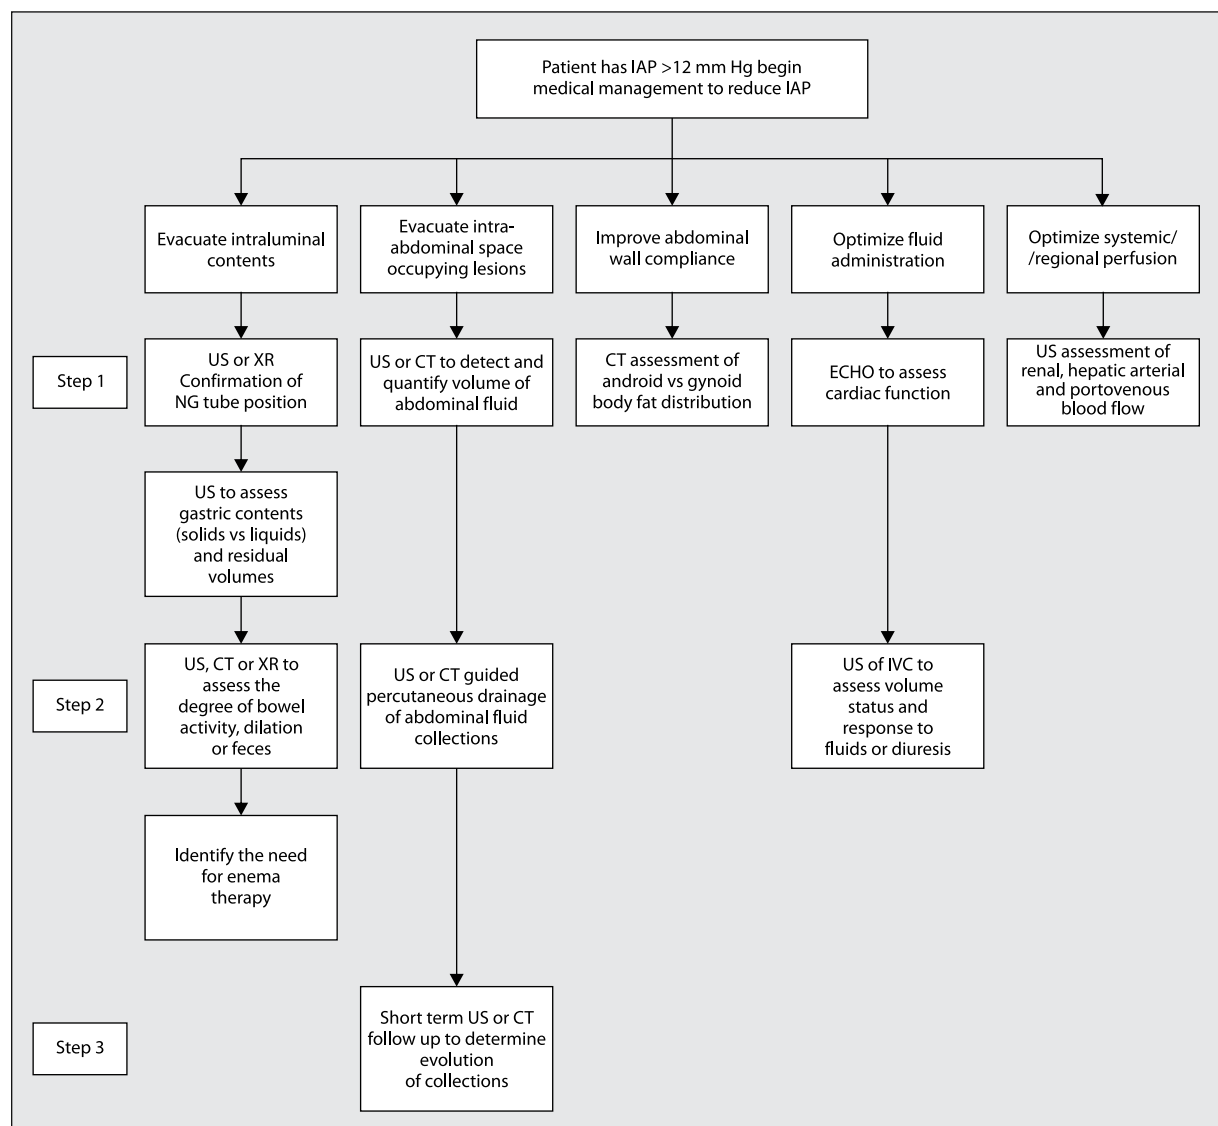 Patient has IAP >12 mm Hg begin
medical management to reduce IAP
Evacuate intraluminal
contents
Evacuate intra-
abdominal space
occupying lesions
Improve abdominal
wall compliance
Optimize fluid
administration
Optimize systemic/
/regional perfusion
Step 1
US or XR
Confirmation of
NG tube position
US or CT to detect and
quantify volume of
abdominal fluid
CT assessment of
android vs gynoid
body fat distribution
ECHO to assess
cardiac function
US assessment of
renal, hepatic arterial
and portovenous
blood flow
US to assess
gastric contents
(solids vs liquids)
and residual
volumes
Step 2
US, CT or XR to
assess the
degree of bowel
activity, dilation
or feces
US or CT guided
percutaneous drainage
of abdominal fluid
collections
US of IVC to
assess volume
status and
response to
fluids or diuresis
Identify the need
for enema
therapy
Step 3
Short term US or CT
follow up to determine
evolution
of collections